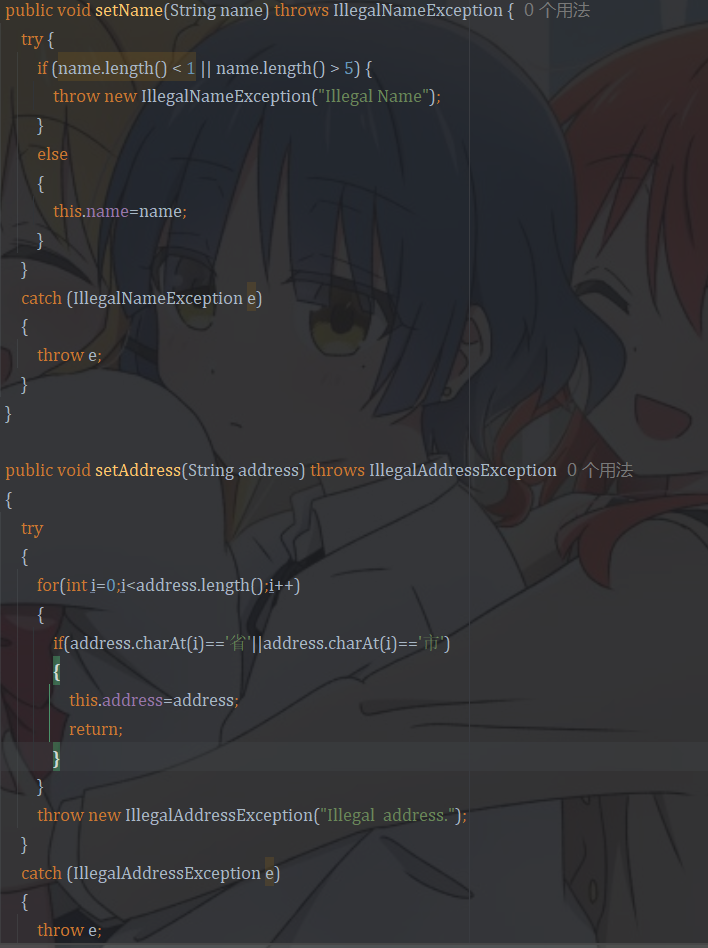 public void setName(String name) throws IllegalNameException { 0 个用法
try {
if (name.length() < 1 || name.length() > 5) {
throw new IllegalNameException("Illegal Name");
}
else
{
this.name=name;
}
}
catch (IllegalNameException e)
{
throw e;
}
}
public void setAddress(String address) throws IllegalAddressException 0 个用法
{
try
{
for(int i=0;i<address.length();i++)
{
if(address.charAt(i)=='省'||address.charAt(i)=='市')
{
this.address=address;
return;
}
}
throw new IllegalAddressException("Illegal  address.");
}
catch (IllegalAddressException e)
{
throw e;